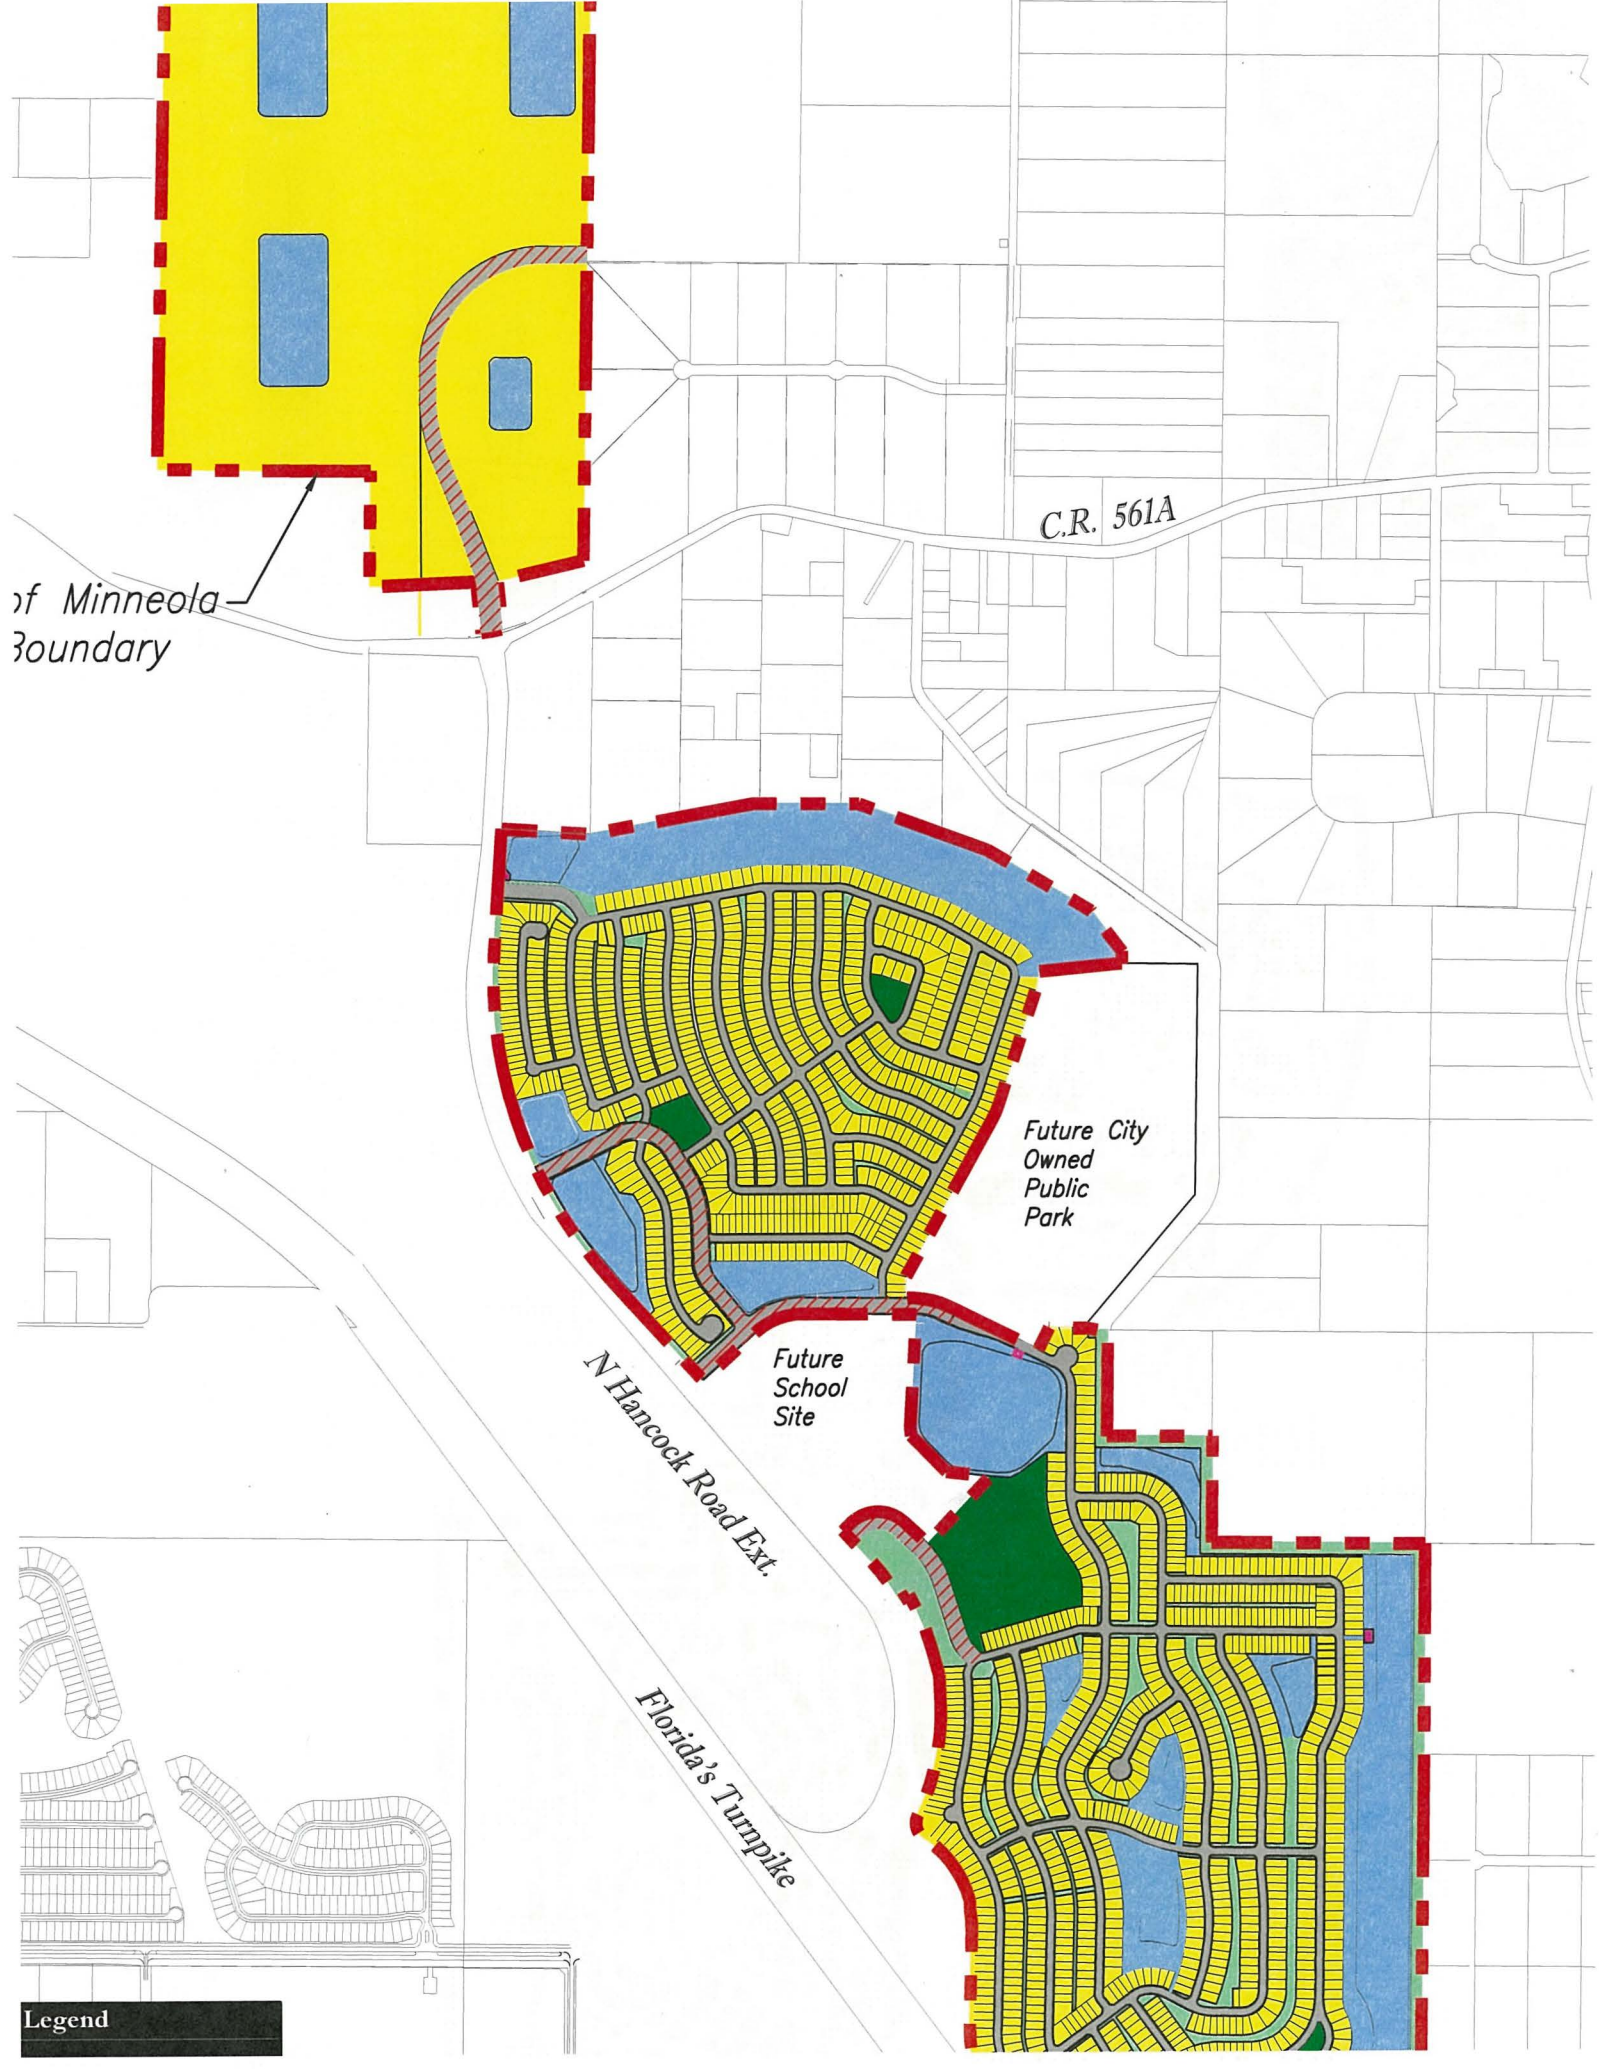 C.R. 561A
of Minneola
Boundary
Future City
Owned
Public
Park
Future
School
Site
N Hancock Road Ext.
Florida's Turnpike
Legend